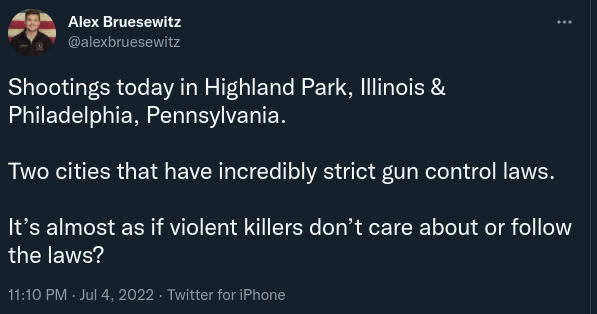 Alex Bruesewitz
@alexbruesewitz
Shootings today in Highland Park, Illinois &
Philadelphia, Pennsylvania.
Two cities that have incredibly strict gun control laws.
It’s almost as if violent killers don’t care about or follow
the laws?
11:10 PM · Jul 4, 2022 · Twitter for iPhone